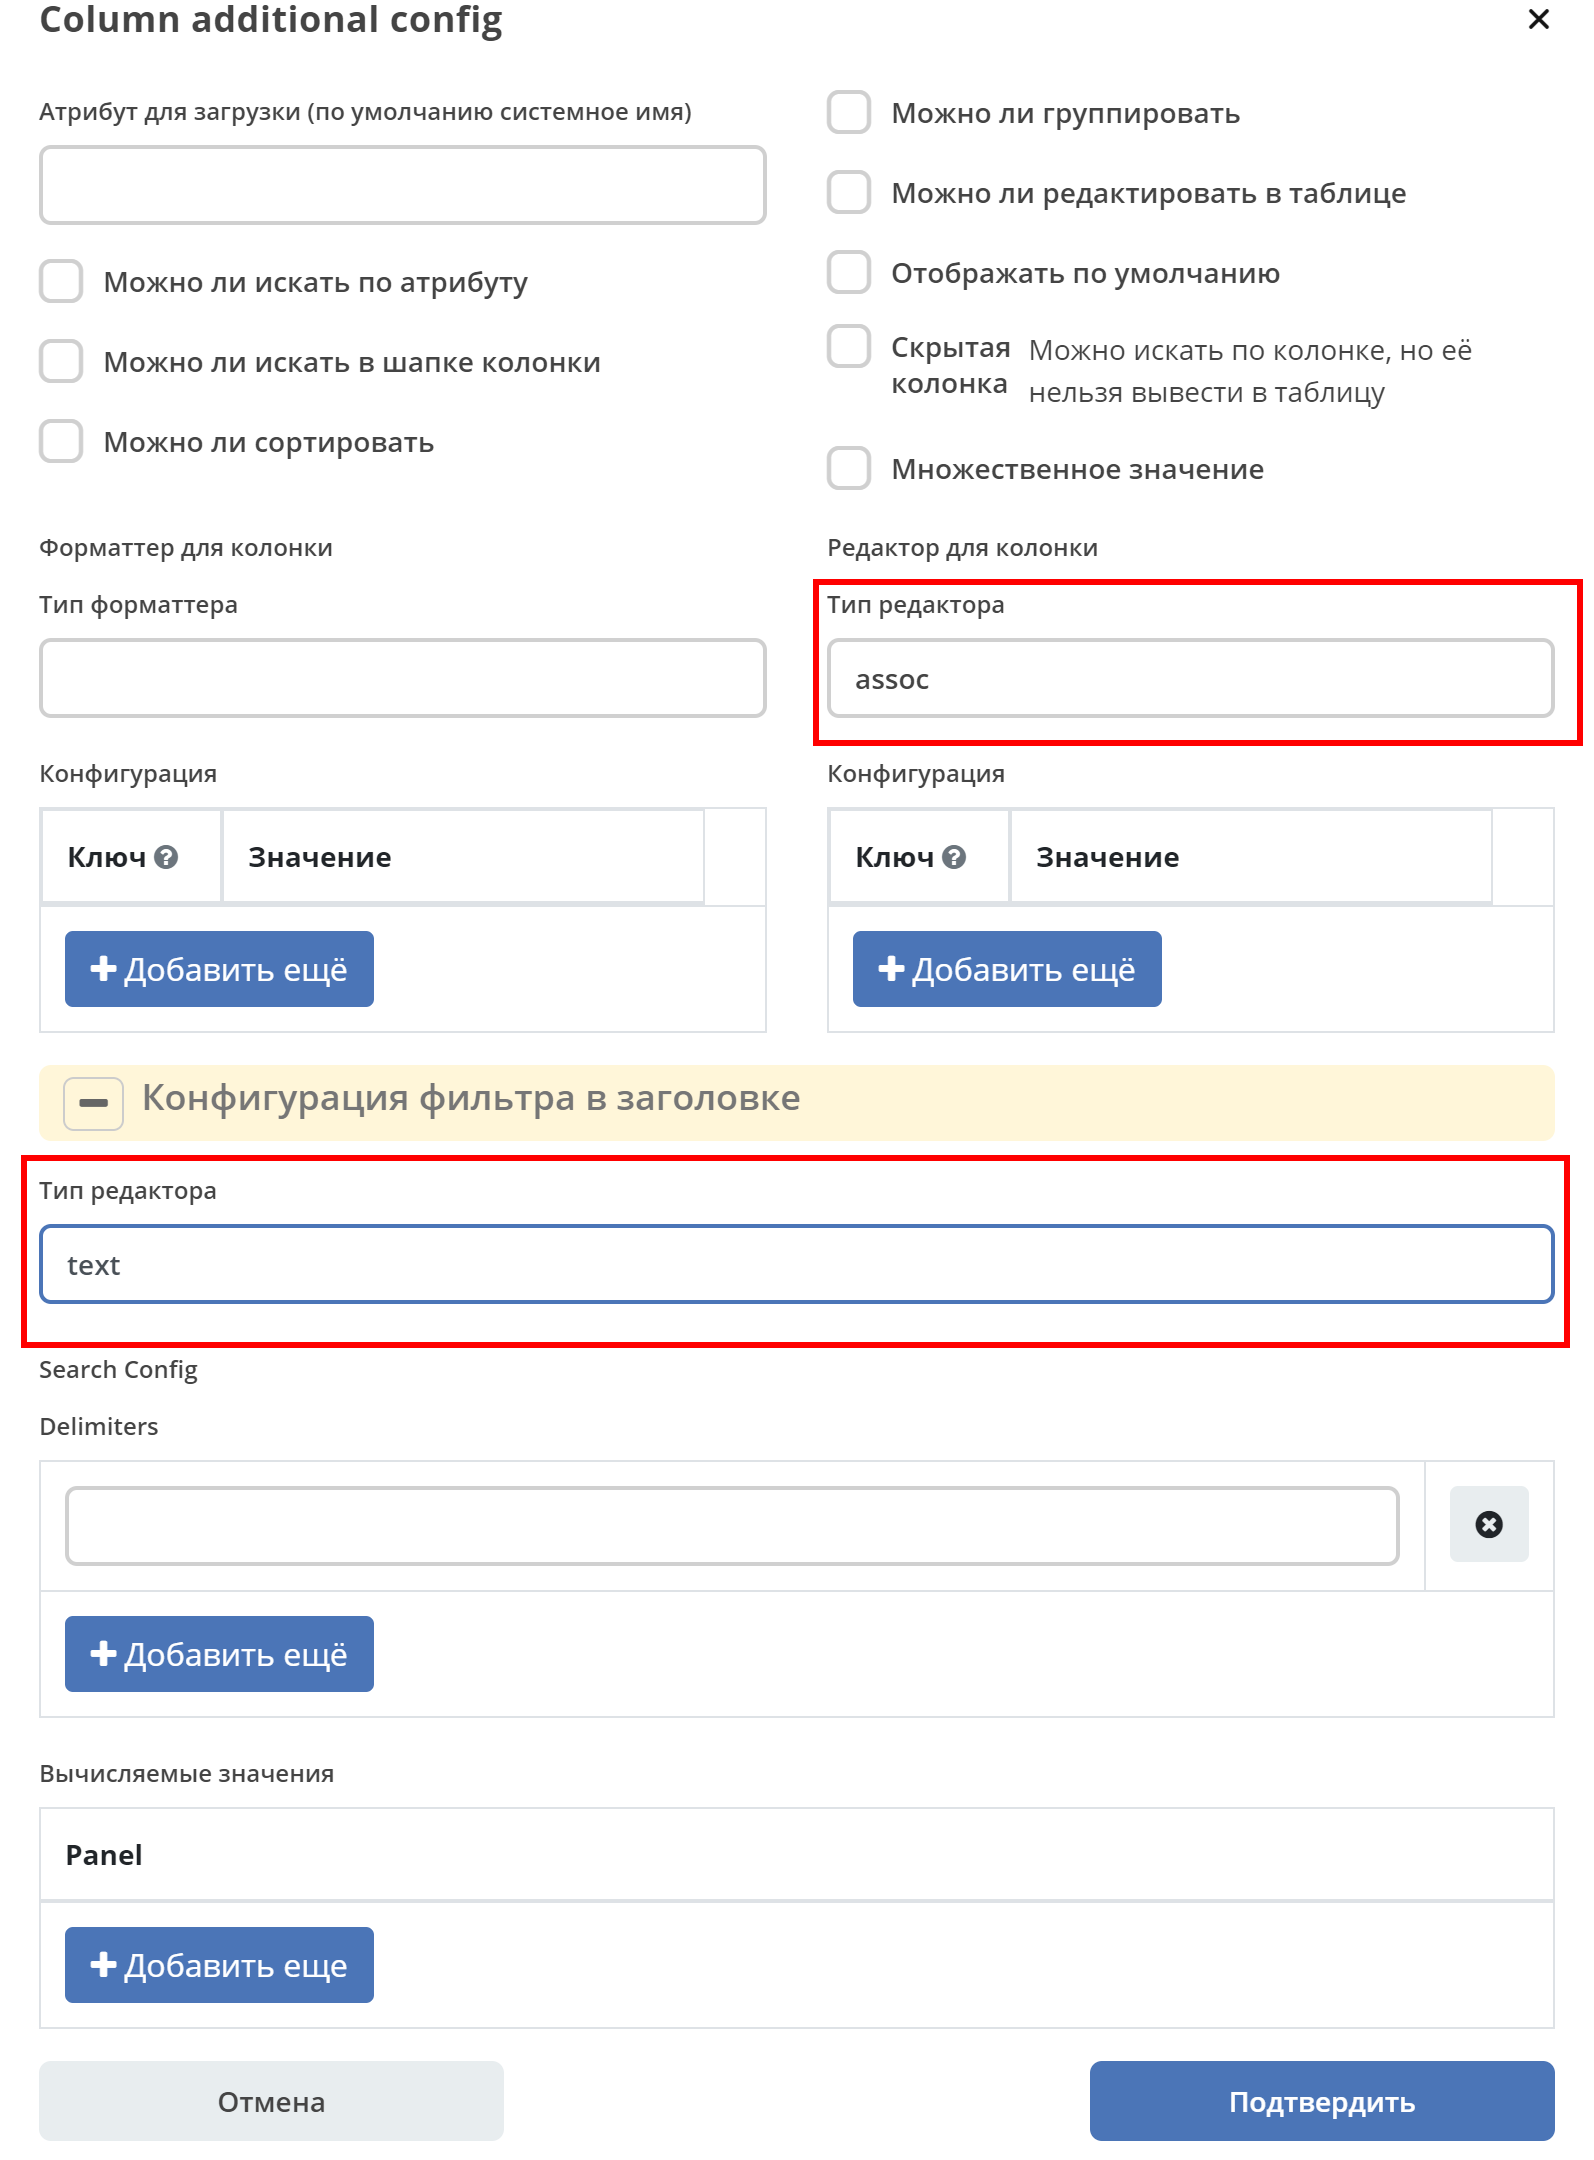 Column additional config
Атрибут для загрузки (по умолчанию системное имя)
Можно ли искать по атрибуту
Можно ли искать в шапке колонки
Можно ли сортировать
Можно ли группировать
Можно ли редактировать в таблице
Отображать по умолчанию
Скрытая
колонка
Можно искать по колонке, но её
нельзя вывести в таблицу
Множественное значение
Форматтер для колонки
Тип форматтера
Конфигурация
Ключ Значение
Добавить ещё
Редактор для колонки
Тип редактора
assoc
Конфигурация
Ключ Значение
Добавить ещё
Конфигурация фильтра в заголовке
Тип редактора
text
Search Config
Delimiters
Добавить ещё
Вычисляемые значения
Panel
Добавить еще
Отмена
Подтвердить